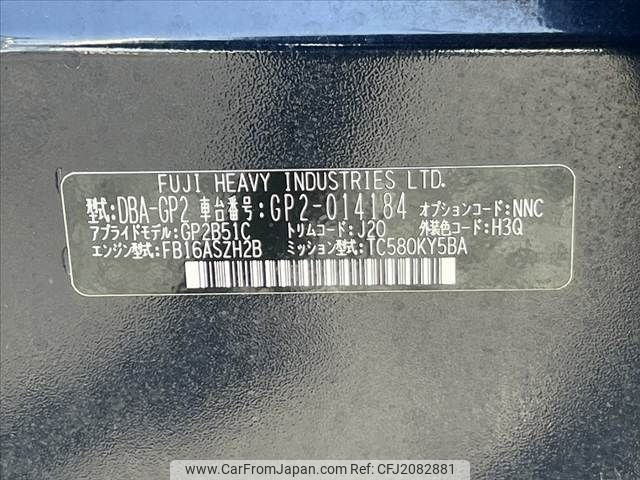 FUJI HEAVY INDUSTRIES LTD.
型式:DBA-GP2 車台番号:GP2-014184 オプションコード:NNC
アプライドモデル:GP2B51C トリムコード:J20 外装色コード:H3Q
エンジン型式:FB16ASZH2B ミッション型式:TC580KY5BA
CAR FROM JAPAN - www.carfromjapan.com - CFJ2082881